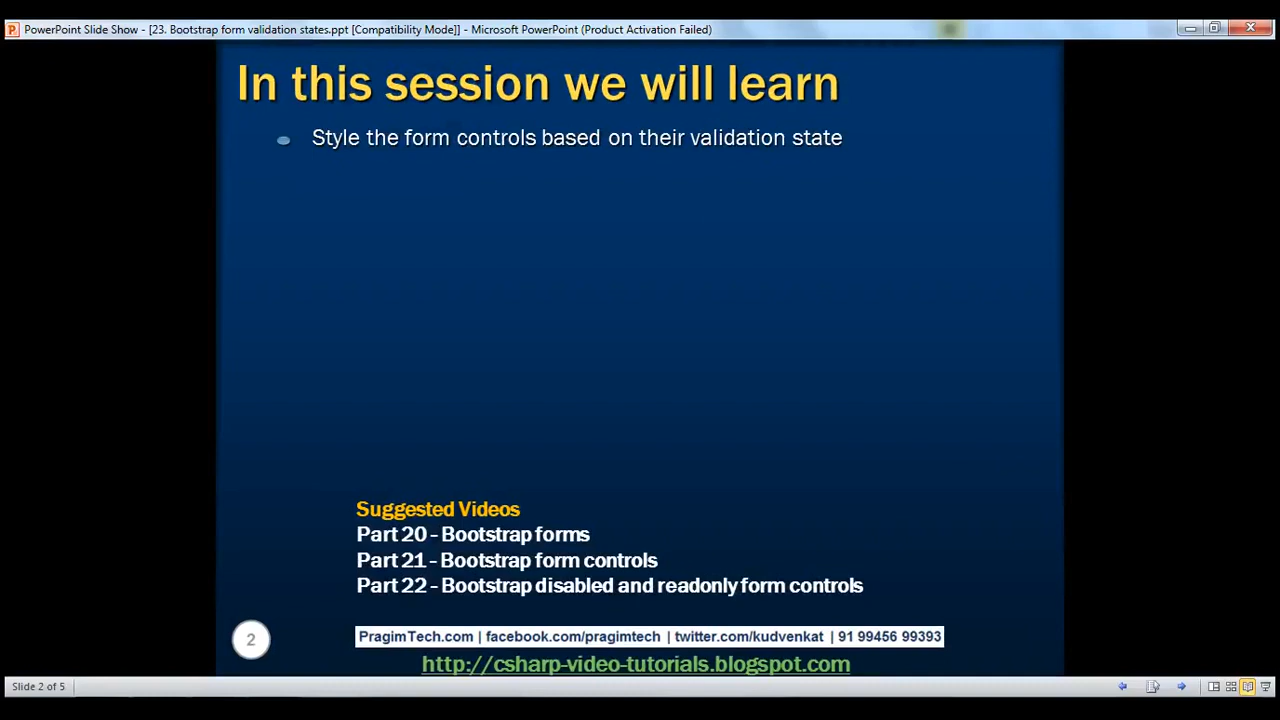 PowerPoint Slide Show - [23. Bootstrap form validation states.ppt [Compatibility Mode]] - Microsoft PowerPoint (Product Activation Failed)
In this session we will learn
Style the form controls based on their validation state
Suggested Videos
Part 20 - Bootstrap forms
Part 21 - Bootstrap form controls
Part 22 - Bootstrap disabled and readonly form controls
2
PragimTech.com | facebook.com/pragimtech | twitter.com/kudvenkat | 91 99456 99393
http://csharp-video-tutorials.blogspot.com
Slide 2 of 5